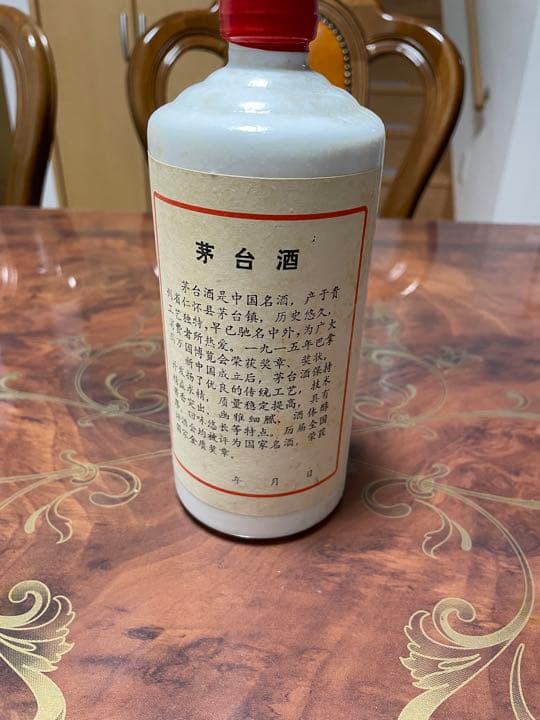 茅台酒
茅台酒是中国名酒，产于贵
州省仁怀县茅台镇，历史悠久，
工艺独特，早已驰名中外，为广大
消费者所热爱。一九一五年巴拿
马万国博览会荣获奖章、奖状。
新中国成立后，茅台酒保持
并发扬了优良的传统工艺，技术
精益求精，质量稳定提高，具有
酱香突出、幽雅细腻、酒体醇
厚、回味悠长等特点。历届全国
评酒会均被评为国家名酒，荣获
国家金质奖章。
年 月 日